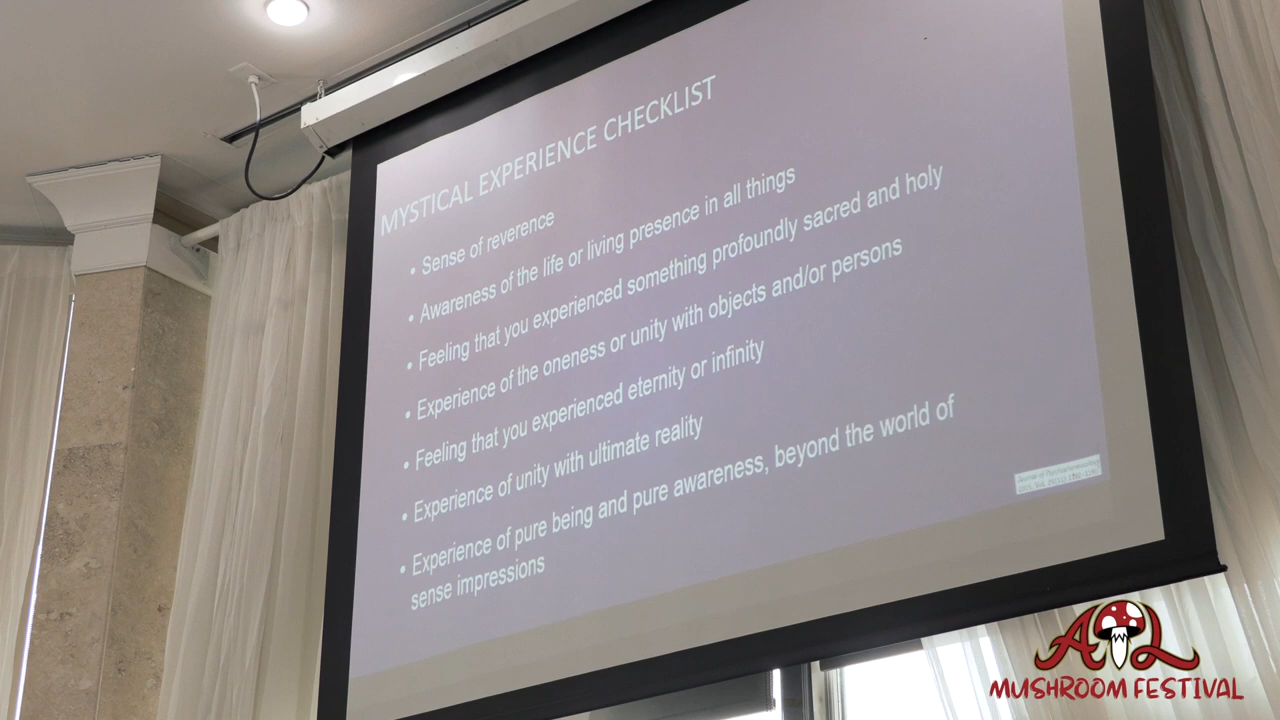 MYSTICAL EXPERIENCE CHECKLIST
• Sense of reverence
• Awareness of the life or living presence in all things
• Feeling that you experienced something profoundly sacred and holy
• Experience of the oneness or unity with objects and/or persons
• Feeling that you experienced eternity or infinity
• Experience of unity with ultimate reality
• Experience of pure being and pure awareness, beyond the world of
sense impressions
Journal of
AL
MUSHROOM FESTIVAL